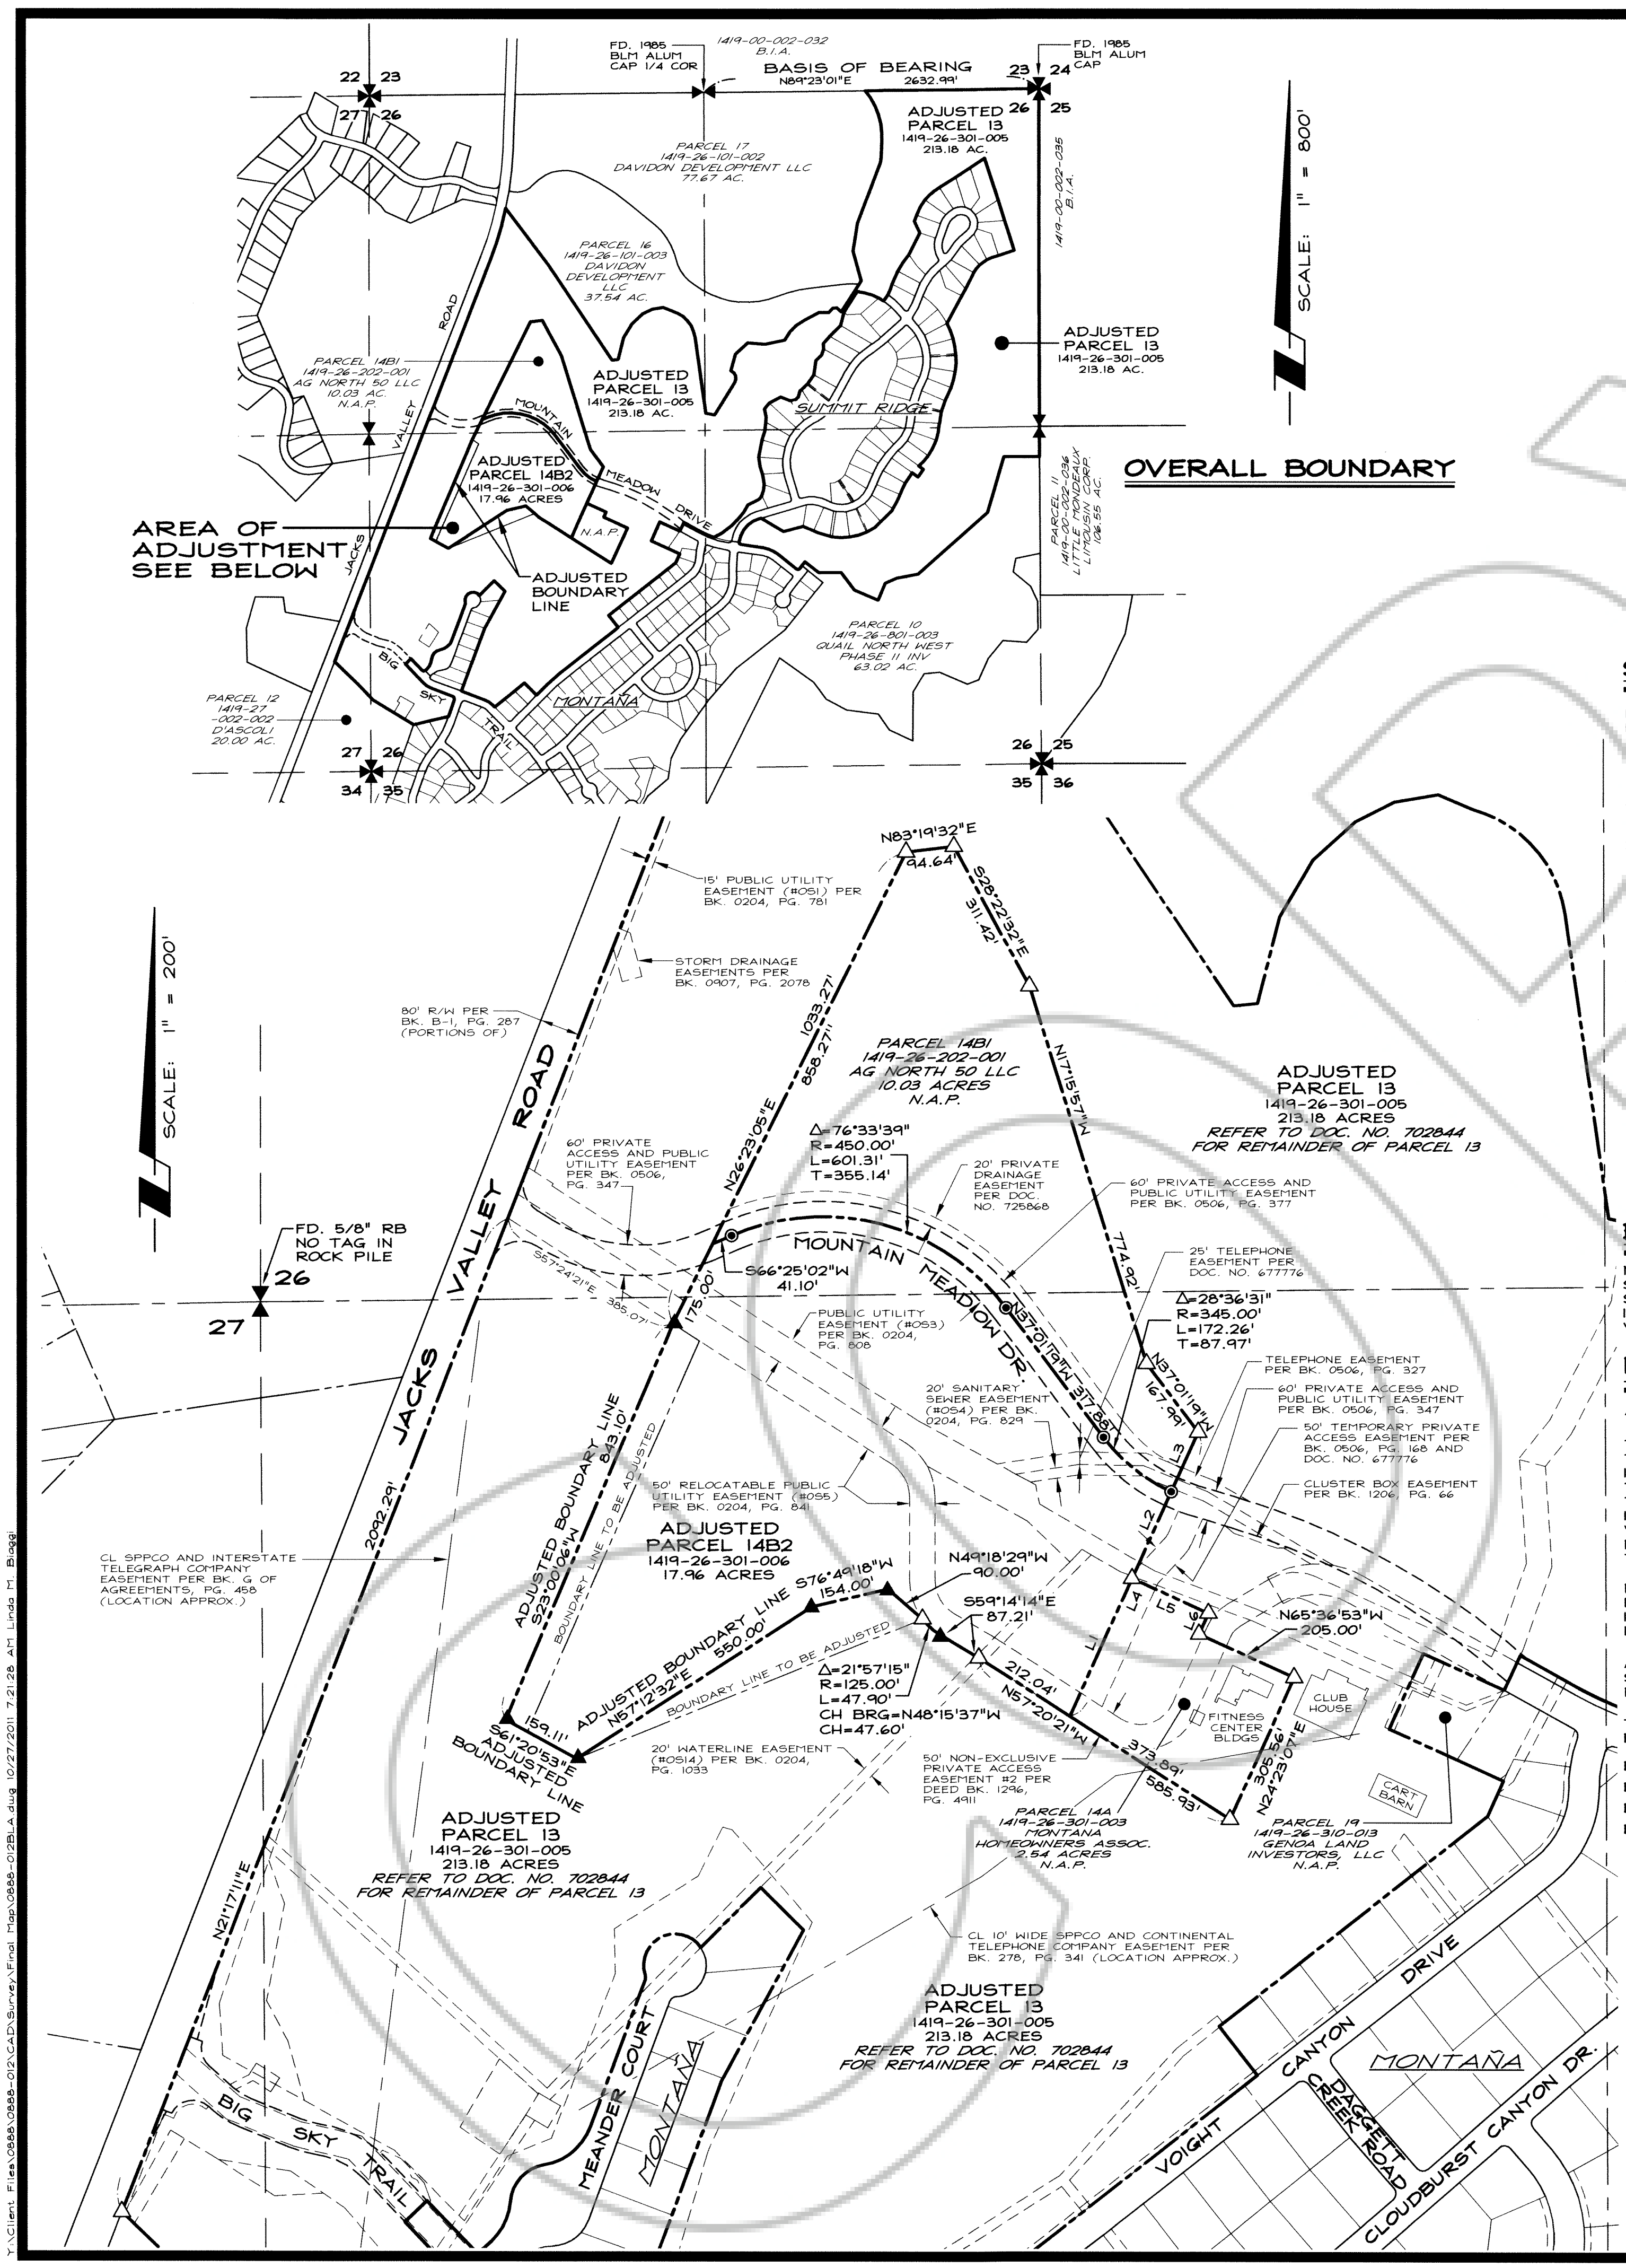 1419-00-002-032
B.I.A.
FD. 1985
BLM ALUM
CAP 1/4 COR
FD. 1985
BLM ALUM
CAP
BASIS OF BEARING
N89°23'01"E 2632.99'
22 23
27 26
23 24
26 25
ADJUSTED
PARCEL 13
1419-26-301-005
213.18 AC.
PARCEL 17
1419-26-101-002
DAVIDON DEVELOPMENT LLC
77.67 AC.
1419-00-002-035
B.I.A.
SCALE: 1" = 800'
PARCEL 16
1419-26-101-003
DAVIDON
DEVELOPMENT
LLC
37.54 AC.
ROAD
VALLEY
JACKS
PARCEL 14B1
1419-26-202-001
AG NORTH 50 LLC
10.03 AC.
N.A.P.
ADJUSTED
PARCEL 13
1419-26-301-005
213.18 AC.
ADJUSTED
PARCEL 13
1419-26-301-005
213.18 AC.
SUMMIT RIDGE
MOUNTAIN
MEADOW
DRIVE
ADJUSTED
PARCEL 14B2
1419-26-301-006
17.96 ACRES
N.A.P.
OVERALL BOUNDARY
PARCEL 11
1419-00-002-036
LITTLE MONDEAUX
LIMOUSIN CORP.
106.55 AC.
AREA OF
ADJUSTMENT
SEE BELOW
ADJUSTED
BOUNDARY
LINE
PARCEL 10
1419-26-801-003
QUAIL NORTH WEST
PHASE II INV
63.02 AC.
BIG
SKY
TRAIL
MONTAÑA
PARCEL 12
1419-27
-002-002
D'ASCOLI
20.00 AC.
27 26
34 35
26 25
35 36
N83°19'32"E
94.64'
S28°22'32"E
311.42'
15' PUBLIC UTILITY
EASEMENT (#OS1) PER
BK. 0204, PG. 781
STORM DRAINAGE
EASEMENTS PER
BK. 0907, PG. 2078
SCALE: 1" = 200'
80' R/W PER
BK. B-1, PG. 287
(PORTIONS OF)
1033.27'
858.27'
N26°23'05"E
PARCEL 14B1
1419-26-202-001
AG NORTH 50 LLC
10.03 ACRES
N.A.P.
N17°15'57"W
774.92'
ADJUSTED
PARCEL 13
1419-26-301-005
213.18 ACRES
REFER TO DOC. NO. 702844
FOR REMAINDER OF PARCEL 13
Δ=76°33'39"
R=450.00'
L=601.31'
T=355.14'
60' PRIVATE
ACCESS AND PUBLIC
UTILITY EASEMENT
PER BK. 0506,
PG. 347
20' PRIVATE
DRAINAGE
EASEMENT
PER DOC.
NO. 725868
60' PRIVATE ACCESS AND
PUBLIC UTILITY EASEMENT
PER BK. 0506, PG. 377
ROAD
VALLEY
JACKS
FD. 5/8" RB
NO TAG IN
ROCK PILE
26
27
S57°24'21"E 385.07'
175.00'
S66°25'02"W
41.10'
MOUNTAIN
MEADOW DR.
25' TELEPHONE
EASEMENT PER
DOC. NO. 677776
PUBLIC UTILITY
EASEMENT (#OS3)
PER BK. 0204,
PG. 808
N37°01'19"W 317.88'
Δ=28°36'31"
R=345.00'
L=172.26'
T=87.97'
N37°01'19"W
167.99'
TELEPHONE EASEMENT
PER BK. 0506, PG. 327
60' PRIVATE ACCESS AND
PUBLIC UTILITY EASEMENT
PER BK. 0506, PG. 347
20' SANITARY
SEWER EASEMENT
(#OS4) PER BK.
0204, PG. 829
50' TEMPORARY PRIVATE
ACCESS EASEMENT PER
BK. 0506, PG. 168 AND
DOC. NO. 677776
CLUSTER BOX EASEMENT
PER BK. 1206, PG. 66
L3
L2
L4
L5
L6
L1
ADJUSTED BOUNDARY LINE
S23°00'06"W 843.10'
BOUNDARY LINE TO BE ADJUSTED
50' RELOCATABLE PUBLIC
UTILITY EASEMENT (#OS5)
PER BK. 0204, PG. 841
2092.29'
N21°17'11"E
CL SPPCO AND INTERSTATE
TELEGRAPH COMPANY
EASEMENT PER BK. G OF
AGREEMENTS, PG. 458
(LOCATION APPROX.)
ADJUSTED
PARCEL 14B2
1419-26-301-006
17.96 ACRES
S76°49'18"W
154.00'
N49°18'29"W
90.00'
S59°14'14"E
87.21'
N65°36'53"W
205.00'
ADJUSTED BOUNDARY LINE
N57°12'32"E 550.00'
BOUNDARY LINE TO BE ADJUSTED
Δ=21°57'15"
R=125.00'
L=47.90'
CH BRG=N48°15'37"W
CH=47.60'
212.04'
N57°20'21"W
373.89'
585.93'
FITNESS
CENTER
BLDGS
CLUB
HOUSE
305.56'
N24°23'07"E
CART
BARN
159.11'
S61°20'53"E
ADJUSTED
BOUNDARY LINE
20' WATERLINE EASEMENT
(#OS14) PER BK. 0204,
PG. 1033
50' NON-EXCLUSIVE
PRIVATE ACCESS
EASEMENT #2 PER
DEED BK. 1296,
PG. 4911
PARCEL 14A
1419-26-301-003
MONTANA
HOMEOWNERS ASSOC.
2.54 ACRES
N.A.P.
PARCEL 19
1419-26-310-013
GENOA LAND
INVESTORS, LLC
N.A.P.
ADJUSTED
PARCEL 13
1419-26-301-005
213.18 ACRES
REFER TO DOC. NO. 702844
FOR REMAINDER OF PARCEL 13
CL 10' WIDE SPPCO AND CONTINENTAL
TELEPHONE COMPANY EASEMENT PER
BK. 278, PG. 341 (LOCATION APPROX.)
ADJUSTED
PARCEL 13
1419-26-301-005
213.18 ACRES
REFER TO DOC. NO. 702844
FOR REMAINDER OF PARCEL 13
BIG
SKY
TRAIL
MEANDER COURT
MONTAÑA
VOIGHT CANYON DRIVE
DAGGETT
CREEK ROAD
MONTAÑA
CLOUDBURST CANYON DR.
Y:\Client Files\0888\0888-012\CAD\Survey\Final Map\0888-012BLA.dwg 10/27/2011 7:21:28 AM Linda M. Biaggi